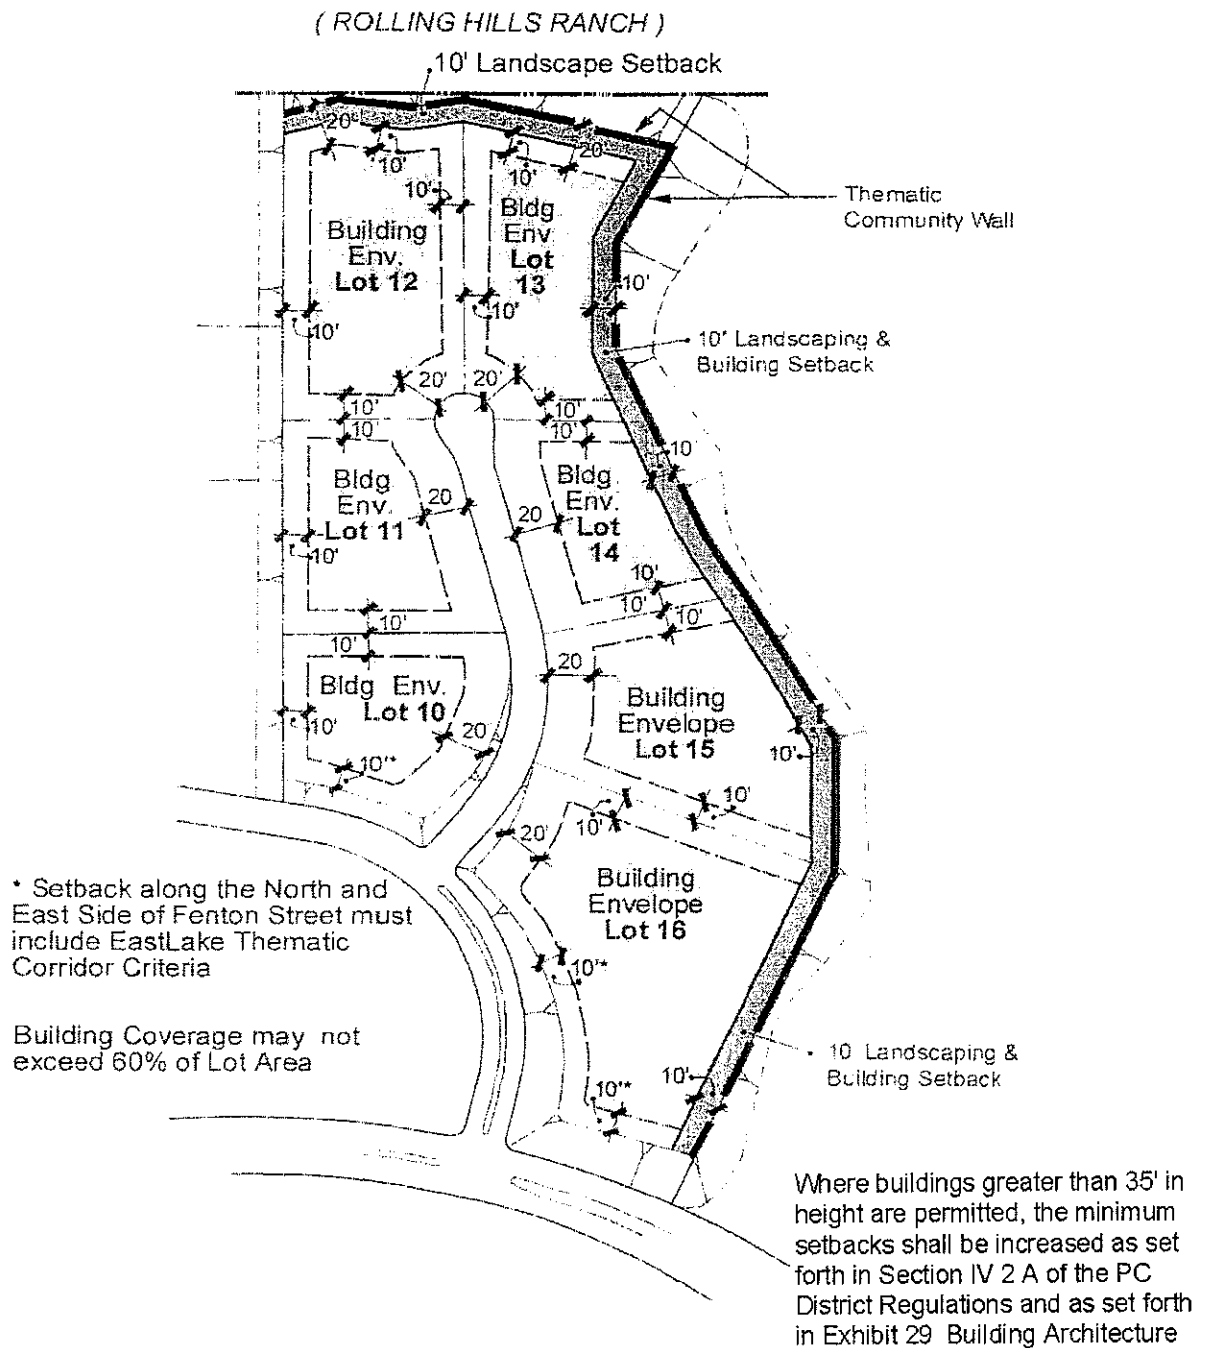 ( ROLLING HILLS RANCH )
10' Landscape Setback
20'
10'
10'
20'
10'
Thematic
Community Wall
Building
Env.
Lot 12
Bldg
Env
Lot
13
10'
10'
10'
10' Landscaping &
Building Setback
20'
20'
10'
10'
10'
10'
10'
Bldg
Env.
Lot 11
20
20
Bldg
Env.
Lot
14
10'
10'
10'
10'
10'
10'
10'
20
Bldg Env.
Lot 10
10'
20
10'*
Building
Envelope
Lot 15
10'
10'
10'
20'
* Setback along the North and
East Side of Fenton Street must
include EastLake Thematic
Corridor Criteria
Building
Envelope
Lot 16
10'*
Building Coverage may not
exceed 60% of Lot Area
10 Landscaping &
Building Setback
10'
10'*
Where buildings greater than 35' in
height are permitted, the minimum
setbacks shall be increased as set
forth in Section IV 2 A of the PC
District Regulations and as set forth
in Exhibit 29 Building Architecture